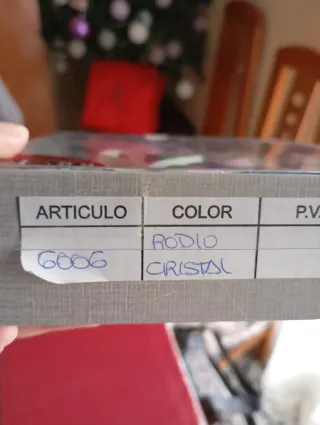 ARTICULO COLOR P.V.
6006 RODIO
CRISTAL